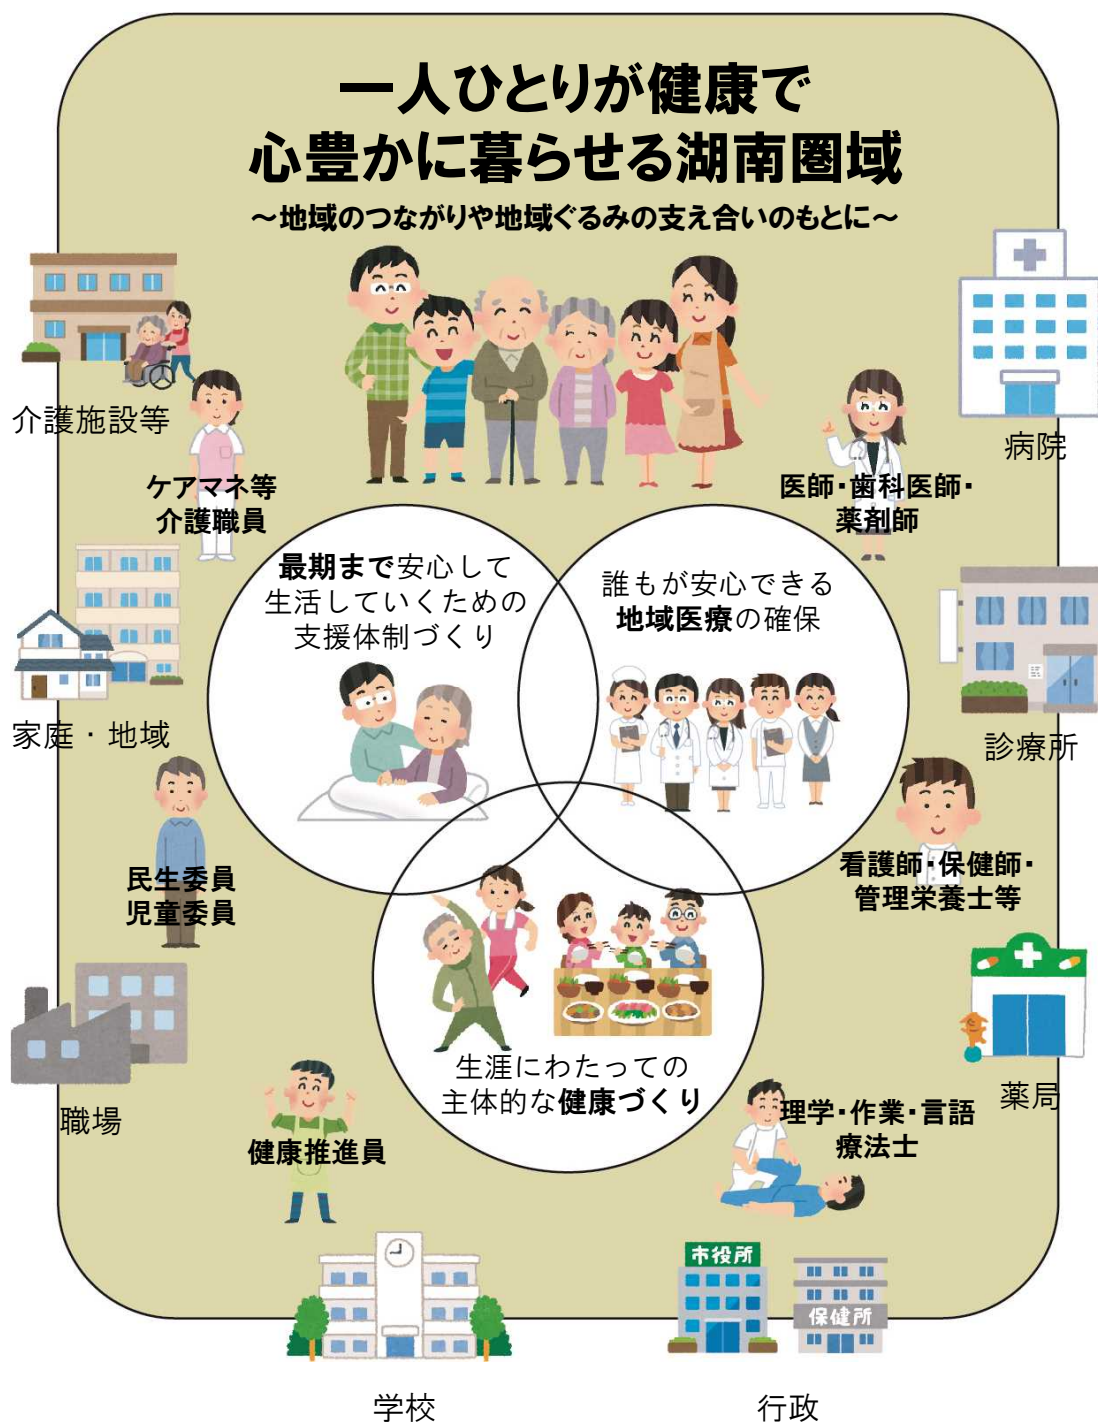 一人ひとりが健康で
心豊かに暮らせる湖南圏域
～地域のつながりや地域ぐるみの支え合いのもとに～
介護施設等
病院
ケアマネ等
介護職員
医師・歯科医師・
薬剤師
最期まで安心して
生活していくための
支援体制づくり
誰もが安心できる
地域医療の確保
家庭・地域
診療所
民生委員
児童委員
看護師・保健師・
管理栄養士等
生涯にわたっての
主体的な健康づくり
職場
薬局
健康推進員
理学・作業・言語
療法士
市役所
保健所
学校
行政